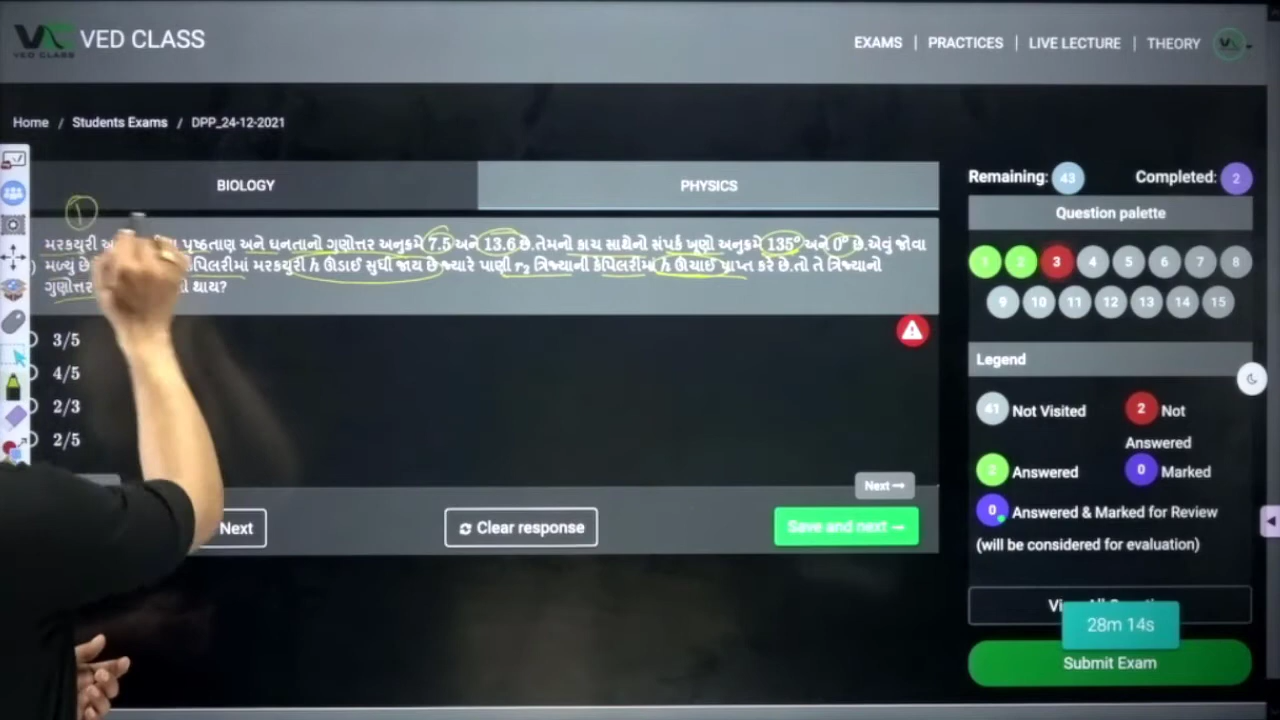 VED CLASS
VED CLASS
EXAMS | PRACTICES | LIVE LECTURE | THEORY
Home / Students Exams / DPP_24-12-2021
BIOLOGY
PHYSICS
1
મરક્યુરી પૃષ્ઠતાણ અને ઘનતાનો ગુણોત્તર અનુક્રમે 7.5 અને 13.6 છે.તેમનો કાચ સાથેનો સંપર્ક ખુણો અનુક્રમે 135° અને 0° છે.એવું જોવા
મળ્યું છે કેપિલરીમાં મરક્યુરી h ઊંડાઈ સુધી જાય છે જ્યારે પાણી r₂ ત્રિજ્યાની કેપિલરીમાં h ઊંચાઈ પ્રાપ્ત કરે છે.તો તે ત્રિજ્યાનો
ગુણોત્તર થાય?
3/5
4/5
2/3
2/5
Next →
Next
Clear response
Save and next →
Remaining: 43 Completed: 2
Question palette
1 2 3 4 5 6 7 8
9 10 11 12 13 14 15
Legend
41 Not Visited 2 Not Answered
2 Answered 0 Marked
0 Answered & Marked for Review
(will be considered for evaluation)
28m 14s
Submit Exam